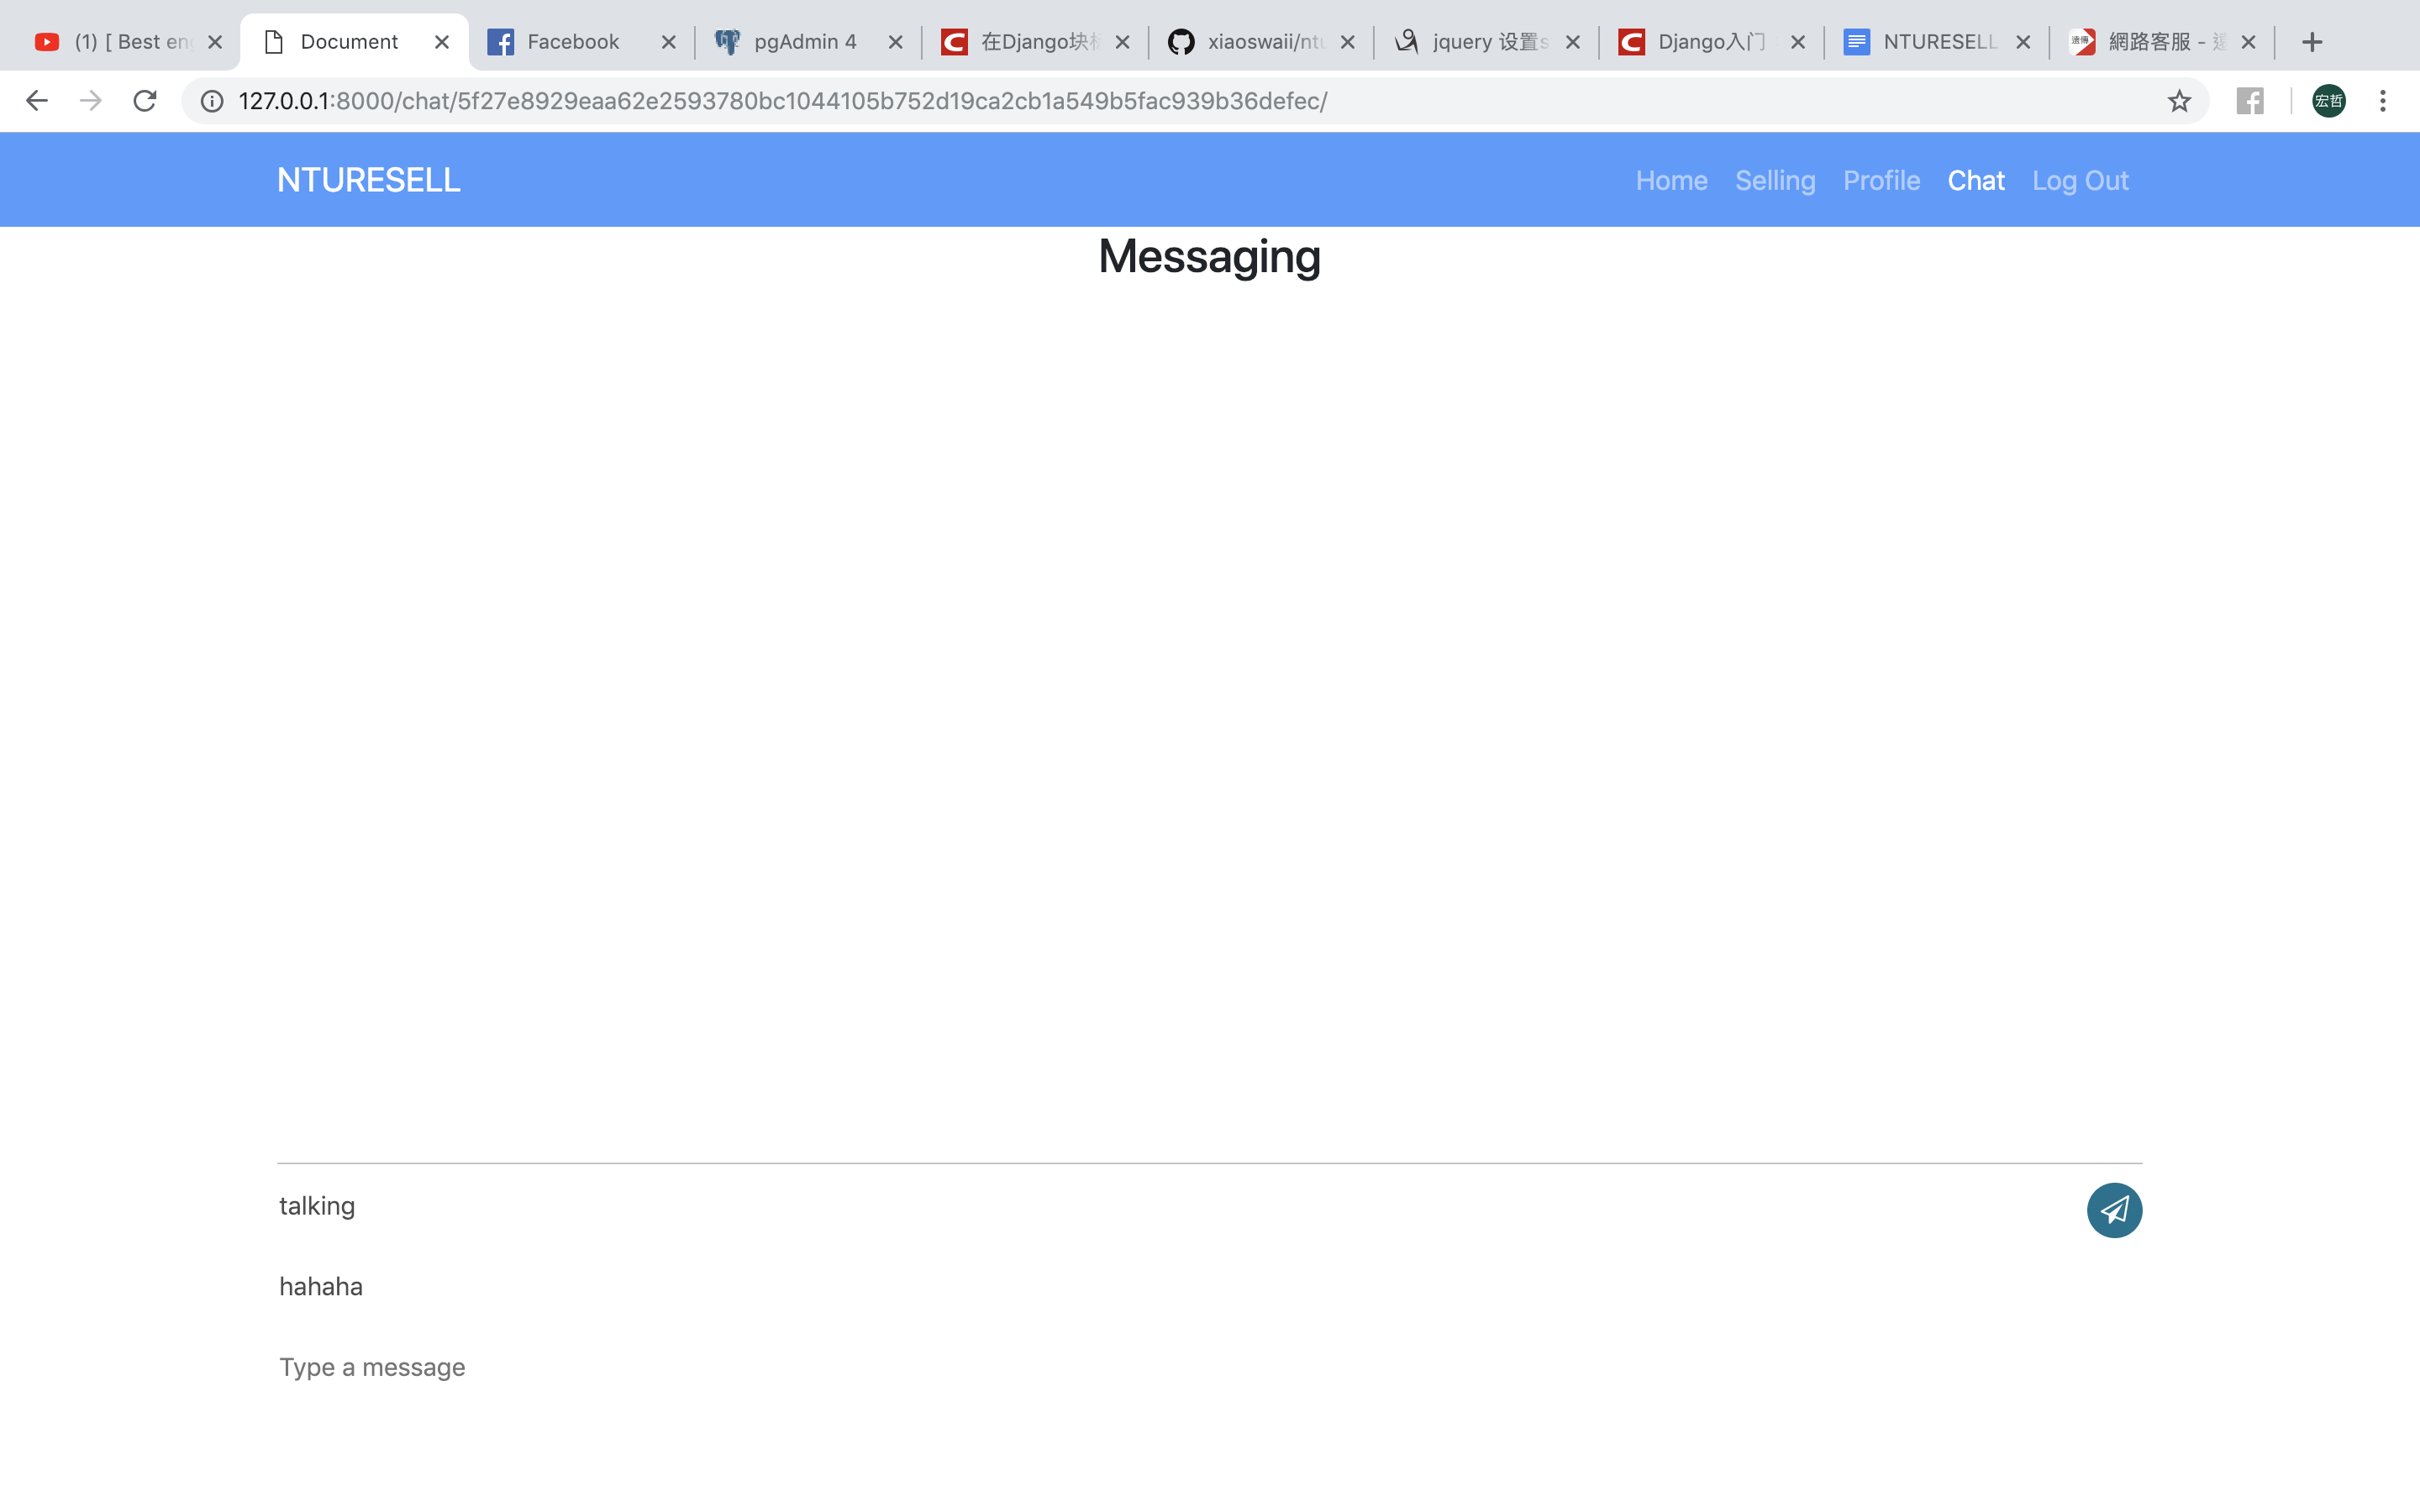 (1) [ Best en
Document
Facebook
pgAdmin 4
在Django块
xiaoswaii/ntu
jquery 设置s
Django入门
NTURESELL
網路客服 -
127.0.0.1:8000/chat/5f27e8929eaa62e2593780bc1044105b752d19ca2cb1a549b5fac939b36defec/
宏哲
NTURESELL
Home Selling Profile Chat Log Out
Messaging
talking
hahaha
Type a message